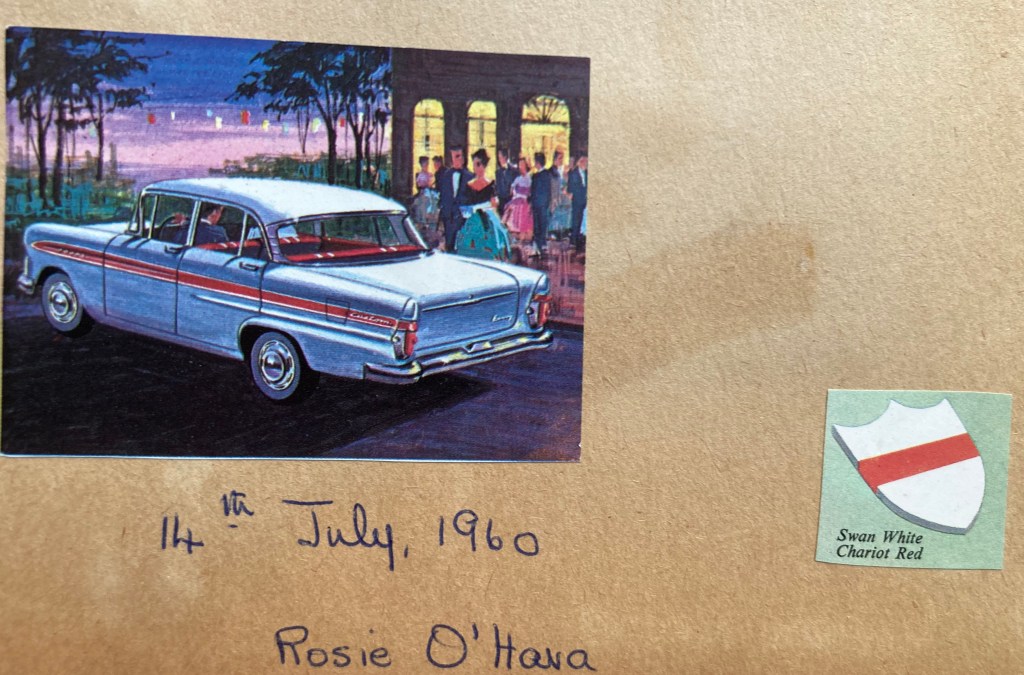 Custom
Swan White
Chariot Red
14th July, 1960
Rosie O'Hara